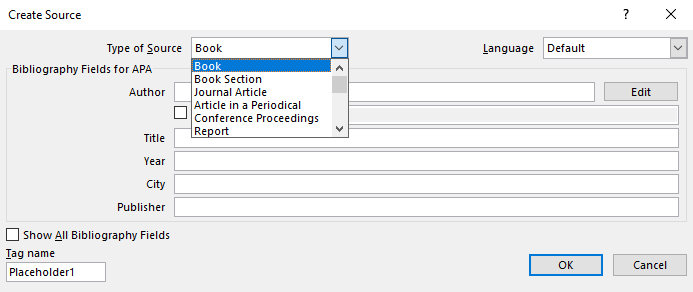 Create Source
?
Type of Source Book
Language Default
Book
Book Section
Journal Article
Article in a Periodical
Conference Proceedings
Report
Bibliography Fields for APA
Author
Edit
Title
Year
City
Publisher
Show All Bibliography Fields
Tag name
Placeholder1
OK
Cancel